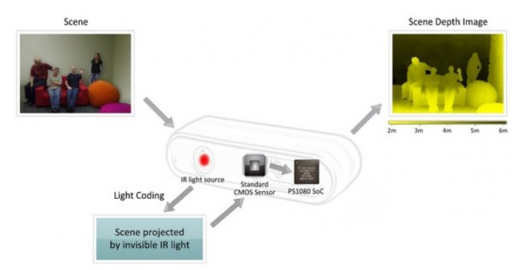 Scene
Scene Depth Image
2m 3m 4m 5m 6m
IR light source
Standard
CMOS Sensor
PS1080 SoC
Light Coding
Scene projected
by invisible IR light